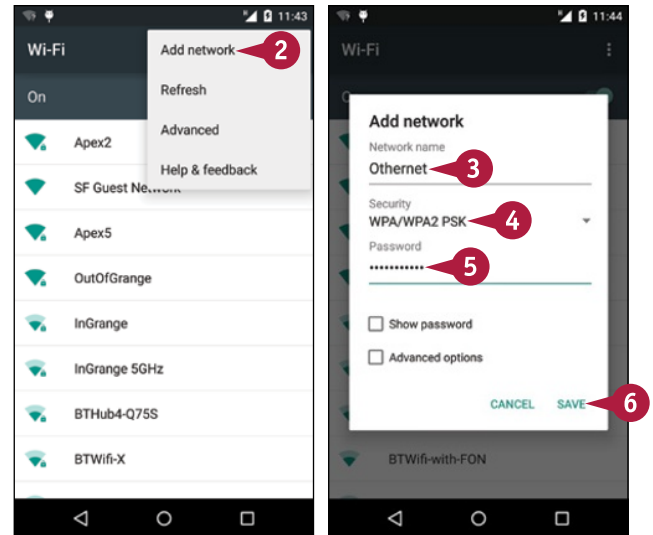 11:43
Wi-Fi
Add network
2
On
Refresh
Advanced
Help & feedback
Apex2
SF Guest Network
Apex5
OutOfGrange
InGrange
InGrange 5GHz
BTHub4-Q75S
BTWifi-X
11:44
Wi-Fi
Add network
Network name
Othernet
3
Security
WPA/WPA2 PSK
4
Password
•••••••••••
5
Show password
Advanced options
CANCEL SAVE
6
BTWifi-with-FON